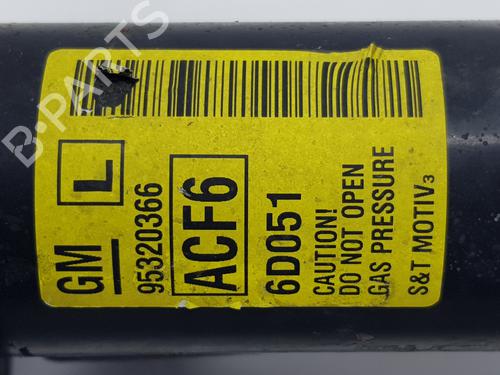 GM L
95320366
ACF6
6D051
CAUTION!
DO NOT OPEN
GAS PRESSURE
S&T MOTIV3
B-PARTS